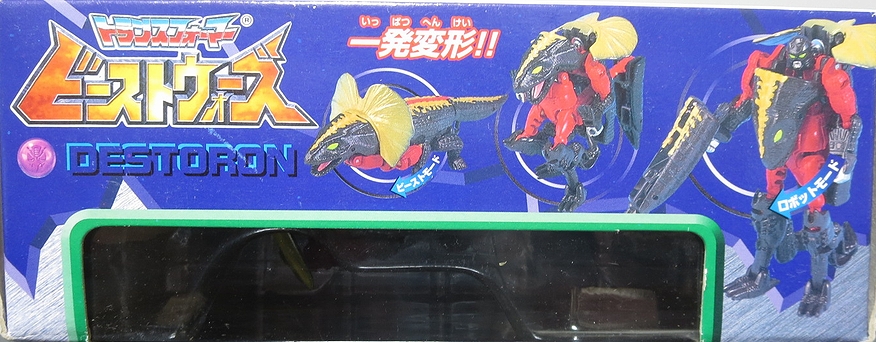 トランスフォーマー®
ビーストウォーズ
DESTORON
いっぱつへんけい
一発変形!!
ビーストモード
ロボットモード